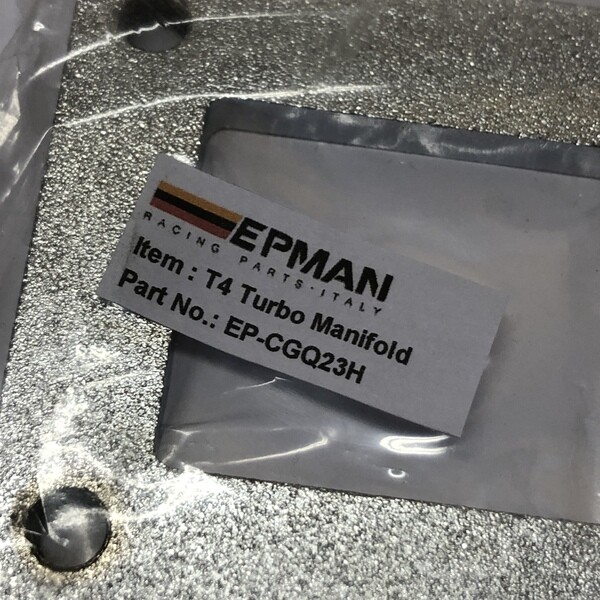 EPMAN
RACING PARTS-ITALY
Item : T4 Turbo Manifold
Part No.: EP-CGQ23H